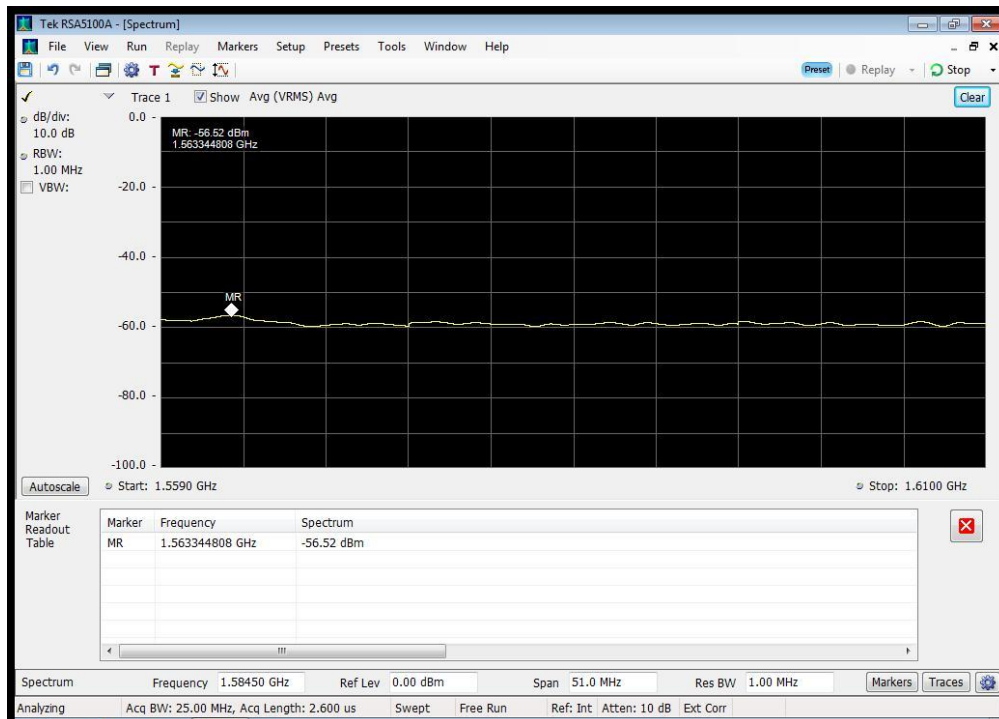 Tek RSA5100A - [Spectrum]
File View Run Replay Markers Setup Presets Tools Window Help
T Preset Replay Stop
Trace 1 Show Avg (VRMS) Avg Clear
dB/div:
10.0 dB
RBW:
1.00 MHz
VBW:
0.0
MR: -56.52 dBm
1.563344808 GHz
-20.0
-40.0
MR
-60.0
-80.0
-100.0
Autoscale Start: 1.5590 GHz Stop: 1.6100 GHz
Marker
Readout
Table
Marker Frequency Spectrum
MR 1.563344808 GHz -56.52 dBm
Spectrum Frequency 1.58450 GHz Ref Lev 0.00 dBm Span 51.0 MHz Res BW 1.00 MHz Markers Traces
Analyzing Acq BW: 25.00 MHz, Acq Length: 2.600 us Swept Free Run Ref: Int Atten: 10 dB Ext Corr